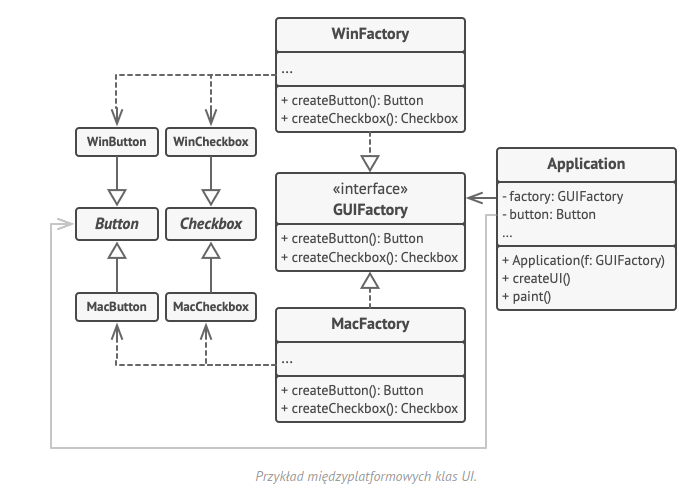 WinFactory
...
+ createButton(): Button
+ createCheckbox(): Checkbox
WinButton
WinCheckbox
Button
Checkbox
MacButton
MacCheckbox
«interface»
GUIFactory
+ createButton(): Button
+ createCheckbox(): Checkbox
Application
- factory: GUIFactory
- button: Button
...
+ Application(f: GUIFactory)
+ createUI()
+ paint()
MacFactory
...
+ createButton(): Button
+ createCheckbox(): Checkbox
Przykład międzyplatformowych klas UI.